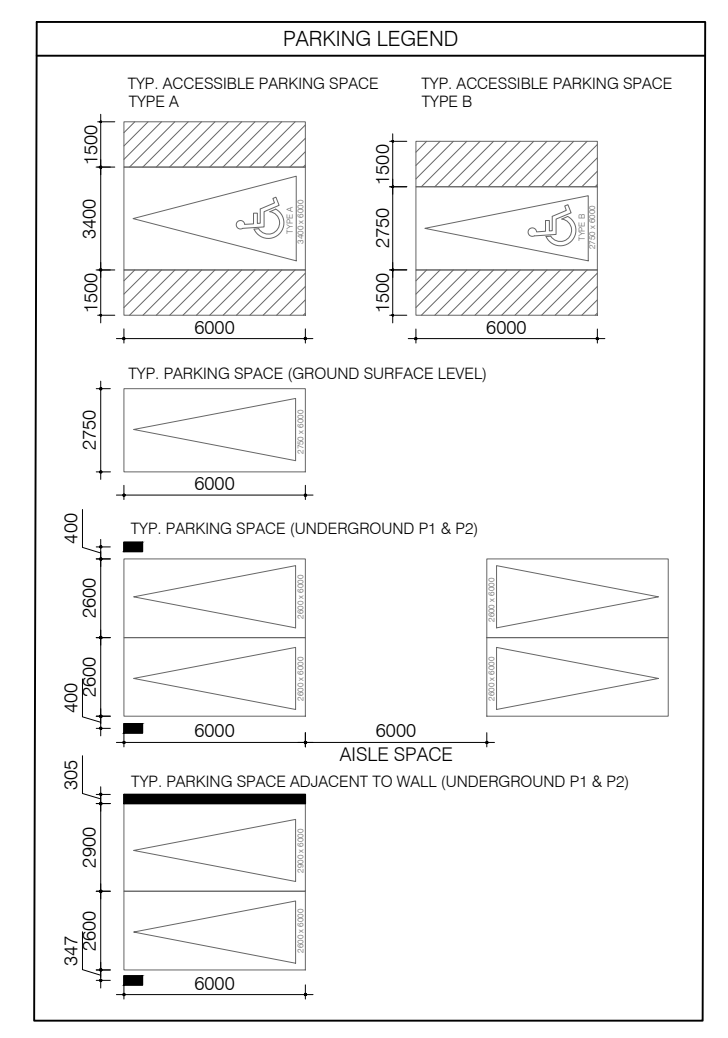 PARKING LEGEND
TYP. ACCESSIBLE PARKING SPACE
TYPE A
TYP. ACCESSIBLE PARKING SPACE
TYPE B
1500
3400
1500
TYPE A
3400 x 6000
6000
1500
2750
1500
TYPE B
2750 x 6000
6000
TYP. PARKING SPACE (GROUND SURFACE LEVEL)
2750
2750 x 6000
6000
TYP. PARKING SPACE (UNDERGROUND P1 & P2)
400
2600
2600
400
2600 x 6000
2600 x 6000
2600 x 6000
2600 x 6000
6000
6000
AISLE SPACE
TYP. PARKING SPACE ADJACENT TO WALL (UNDERGROUND P1 & P2)
305
2900
2600
347
2900 x 6000
2600 x 6000
6000